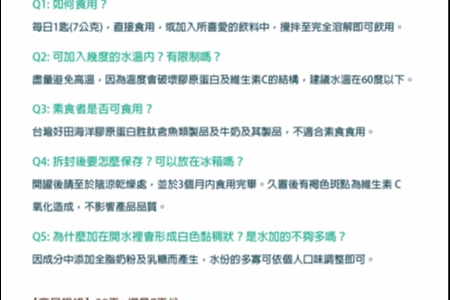 Q1: 如何食用？
每日1匙(7公克)，直接食用，或加入所喜愛的飲料中，攪拌至完全溶解即可飲用。
Q2: 可加入幾度的水溫內？有限制嗎？
盡量避免高溫，因為溫度會破壞膠原蛋白及維生素C的結構，建議水溫在60度以下。
Q3: 素食者是否可食用？
台灣好田海洋膠原蛋白胜肽含魚類製品及牛奶及其製品，不適合素食食用。
Q4: 拆封後要怎麼保存？可以放在冰箱嗎？
開罐後請至於陰涼乾燥處，並於3個月內食用完畢。久置後有褐色斑點為維生素 C
氧化造成，不影響產品品質。
Q5: 為什麼加在開水裡會形成白色黏稠狀？是水加的不夠多嗎？
因成分中添加全脂奶粉及乳糖而產生，水份的多寡可依個人口味調整即可。